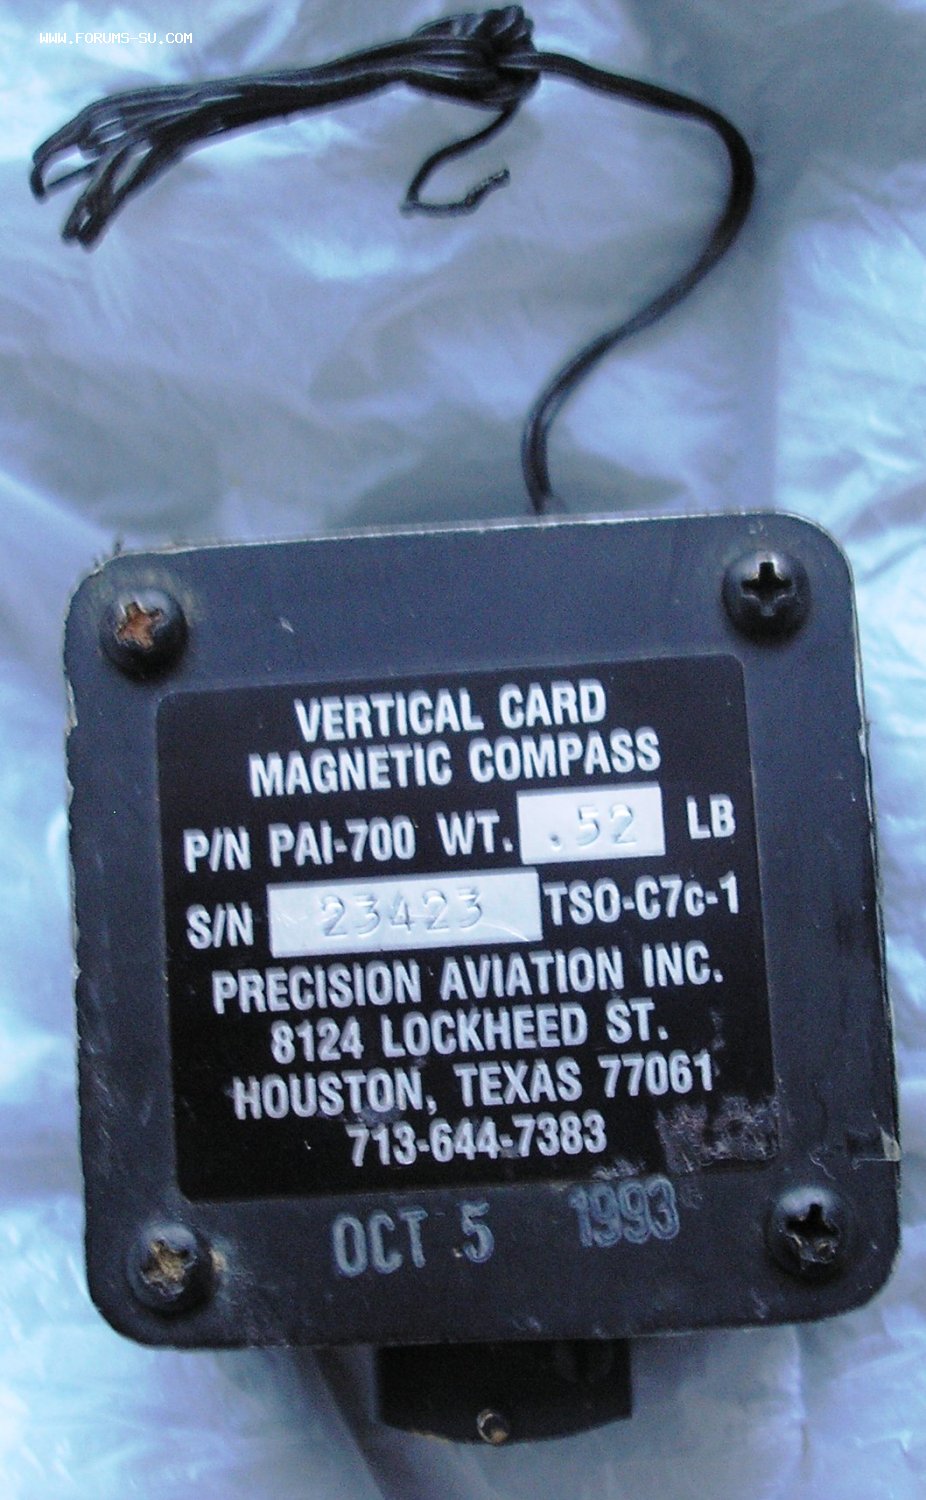 WWW.FORUMS-SU.COM
VERTICAL CARD
MAGNETIC COMPASS
P/N PAI-700 WT. .52 LB
S/N 23423 TSO-C7c-1
PRECISION AVIATION INC.
8124 LOCKHEED ST.
HOUSTON, TEXAS 77061
713-644-7383
OCT 5 1993